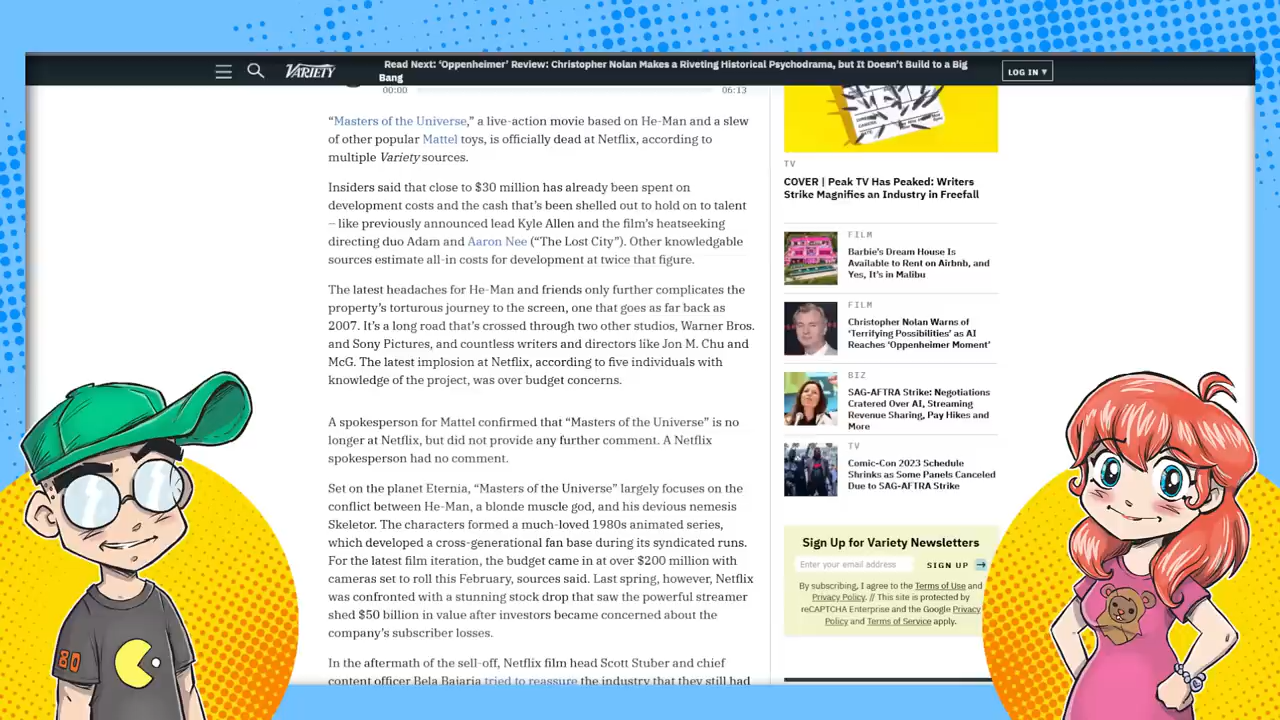 VARIETY
Read Next: ‘Oppenheimer’ Review: Christopher Nolan Makes a Riveting Historical Psychodrama, but It Doesn’t Build to a Big
Bang
LOG IN ▾
00:00 06:13
“Masters of the Universe,” a live-action movie based on He-Man and a slew
of other popular Mattel toys, is officially dead at Netflix, according to
multiple Variety sources.
Insiders said that close to $30 million has already been spent on
development costs and the cash that’s been shelled out to hold on to talent
– like previously announced lead Kyle Allen and the film’s heatseeking
directing duo Adam and Aaron Nee (“The Lost City”). Other knowledgable
sources estimate all-in costs for development at twice that figure.
The latest headaches for He-Man and friends only further complicates the
property’s torturous journey to the screen, one that goes as far back as
2007. It’s a long road that’s crossed through two other studios, Warner Bros.
and Sony Pictures, and countless writers and directors like Jon M. Chu and
McG. The latest implosion at Netflix, according to five individuals with
knowledge of the project, was over budget concerns.
A spokesperson for Mattel confirmed that “Masters of the Universe” is no
longer at Netflix, but did not provide any further comment. A Netflix
spokesperson had no comment.
Set on the planet Eternia, “Masters of the Universe” largely focuses on the
conflict between He-Man, a blonde muscle god, and his devious nemesis
Skeletor. The characters formed a much-loved 1980s animated series,
which developed a cross-generational fan base during its syndicated runs.
For the latest film iteration, the budget came in at over $200 million with
cameras set to roll this February, sources said. Last spring, however, Netflix
was confronted with a stunning stock drop that saw the powerful streamer
shed $50 billion in value after investors became concerned about the
company’s subscriber losses.
In the aftermath of the sell-off, Netflix film head Scott Stuber and chief
content officer Bela Bajaria tried to reassure the industry that they still had
TV
COVER | Peak TV Has Peaked: Writers
Strike Magnifies an Industry in Freefall
FILM
Barbie’s Dream House Is
Available to Rent on Airbnb, and
Yes, It’s in Malibu
FILM
Christopher Nolan Warns of
‘Terrifying Possibilities’ as AI
Reaches ‘Oppenheimer Moment’
BIZ
SAG-AFTRA Strike: Negotiations
Cratered Over AI, Streaming
Revenue Sharing, Pay Hikes and
More
TV
Comic-Con 2023 Schedule
Shrinks as Some Panels Canceled
Due to SAG-AFTRA Strike
Sign Up for Variety Newsletters
Enter your email address SIGN UP →
By subscribing, I agree to the Terms of Use and
Privacy Policy. // This site is protected by
reCAPTCHA Enterprise and the Google Privacy
Policy and Terms of Service apply.
80